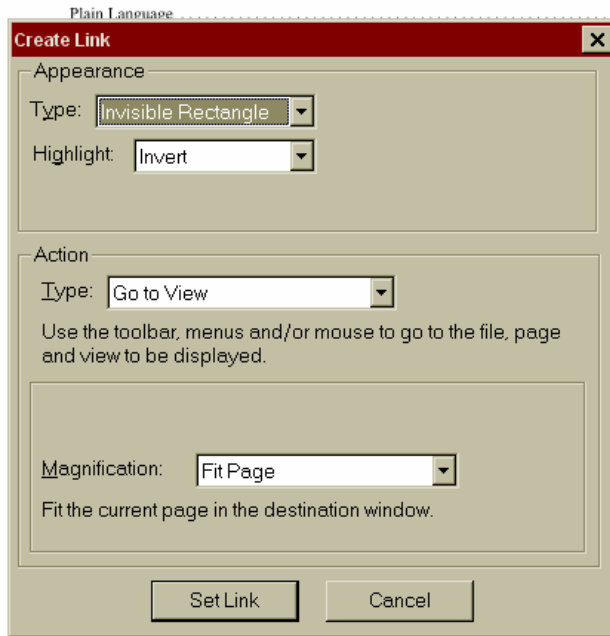 Plain Language . . . . . . . . . . . . . . . . . . . . . . . . . . . . . . . . . . . . . . . . . . . . . . . . . . . . . . . . . . . . . . .
Create Link
Appearance
Type: Invisible Rectangle
Highlight: Invert
Action
Type: Go to View
Use the toolbar, menus and/or mouse to go to the file, page
and view to be displayed.
Magnification: Fit Page
Fit the current page in the destination window.
Set Link Cancel